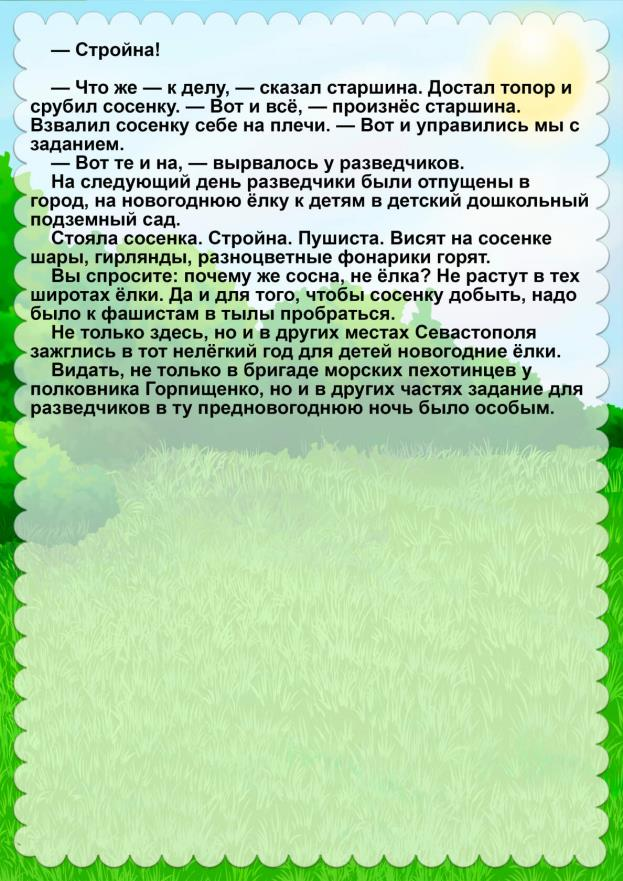 — Стройна!
— Что же — к делу, — сказал старшина. Достал топор и
срубил сосенку. — Вот и всё, — произнёс старшина.
Взвалил сосенку себе на плечи. — Вот и управились мы с
заданием.
— Вот те и на, — вырвалось у разведчиков.
На следующий день разведчики были отпущены в
город, на новогоднюю ёлку к детям в детский дошкольный
подземный сад.
Стояла сосенка. Стройна. Пушиста. Висят на сосенке
шары, гирлянды, разноцветные фонарики горят.
Вы спросите: почему же сосна, не ёлка? Не растут в тех
широтах ёлки. Да и для того, чтобы сосенку добыть, надо
было к фашистам в тылы пробраться.
Не только здесь, но и в других местах Севастополя
зажглись в тот нелёгкий год для детей новогодние ёлки.
Видать, не только в бригаде морских пехотинцев у
полковника Горпищенко, но и в других частях задание для
разведчиков в ту предновогоднюю ночь было особым.